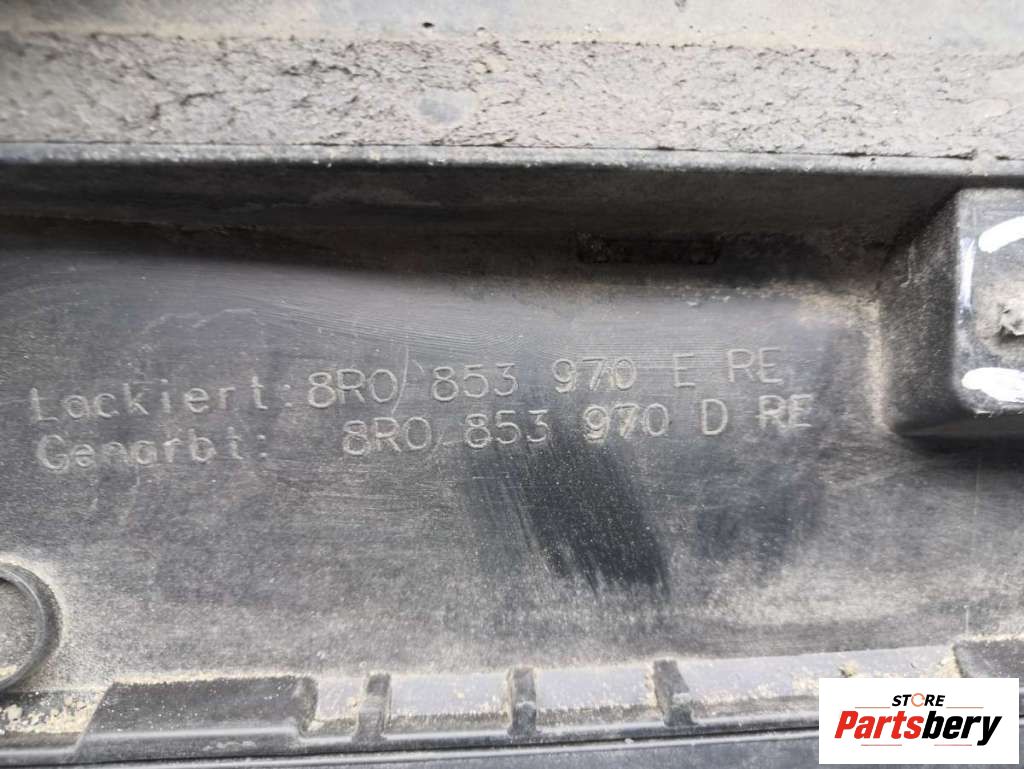 Lackiert: 8R0 853 970 E RE
Genarbt: 8R0 853 970 D RE
STORE
Partsbery